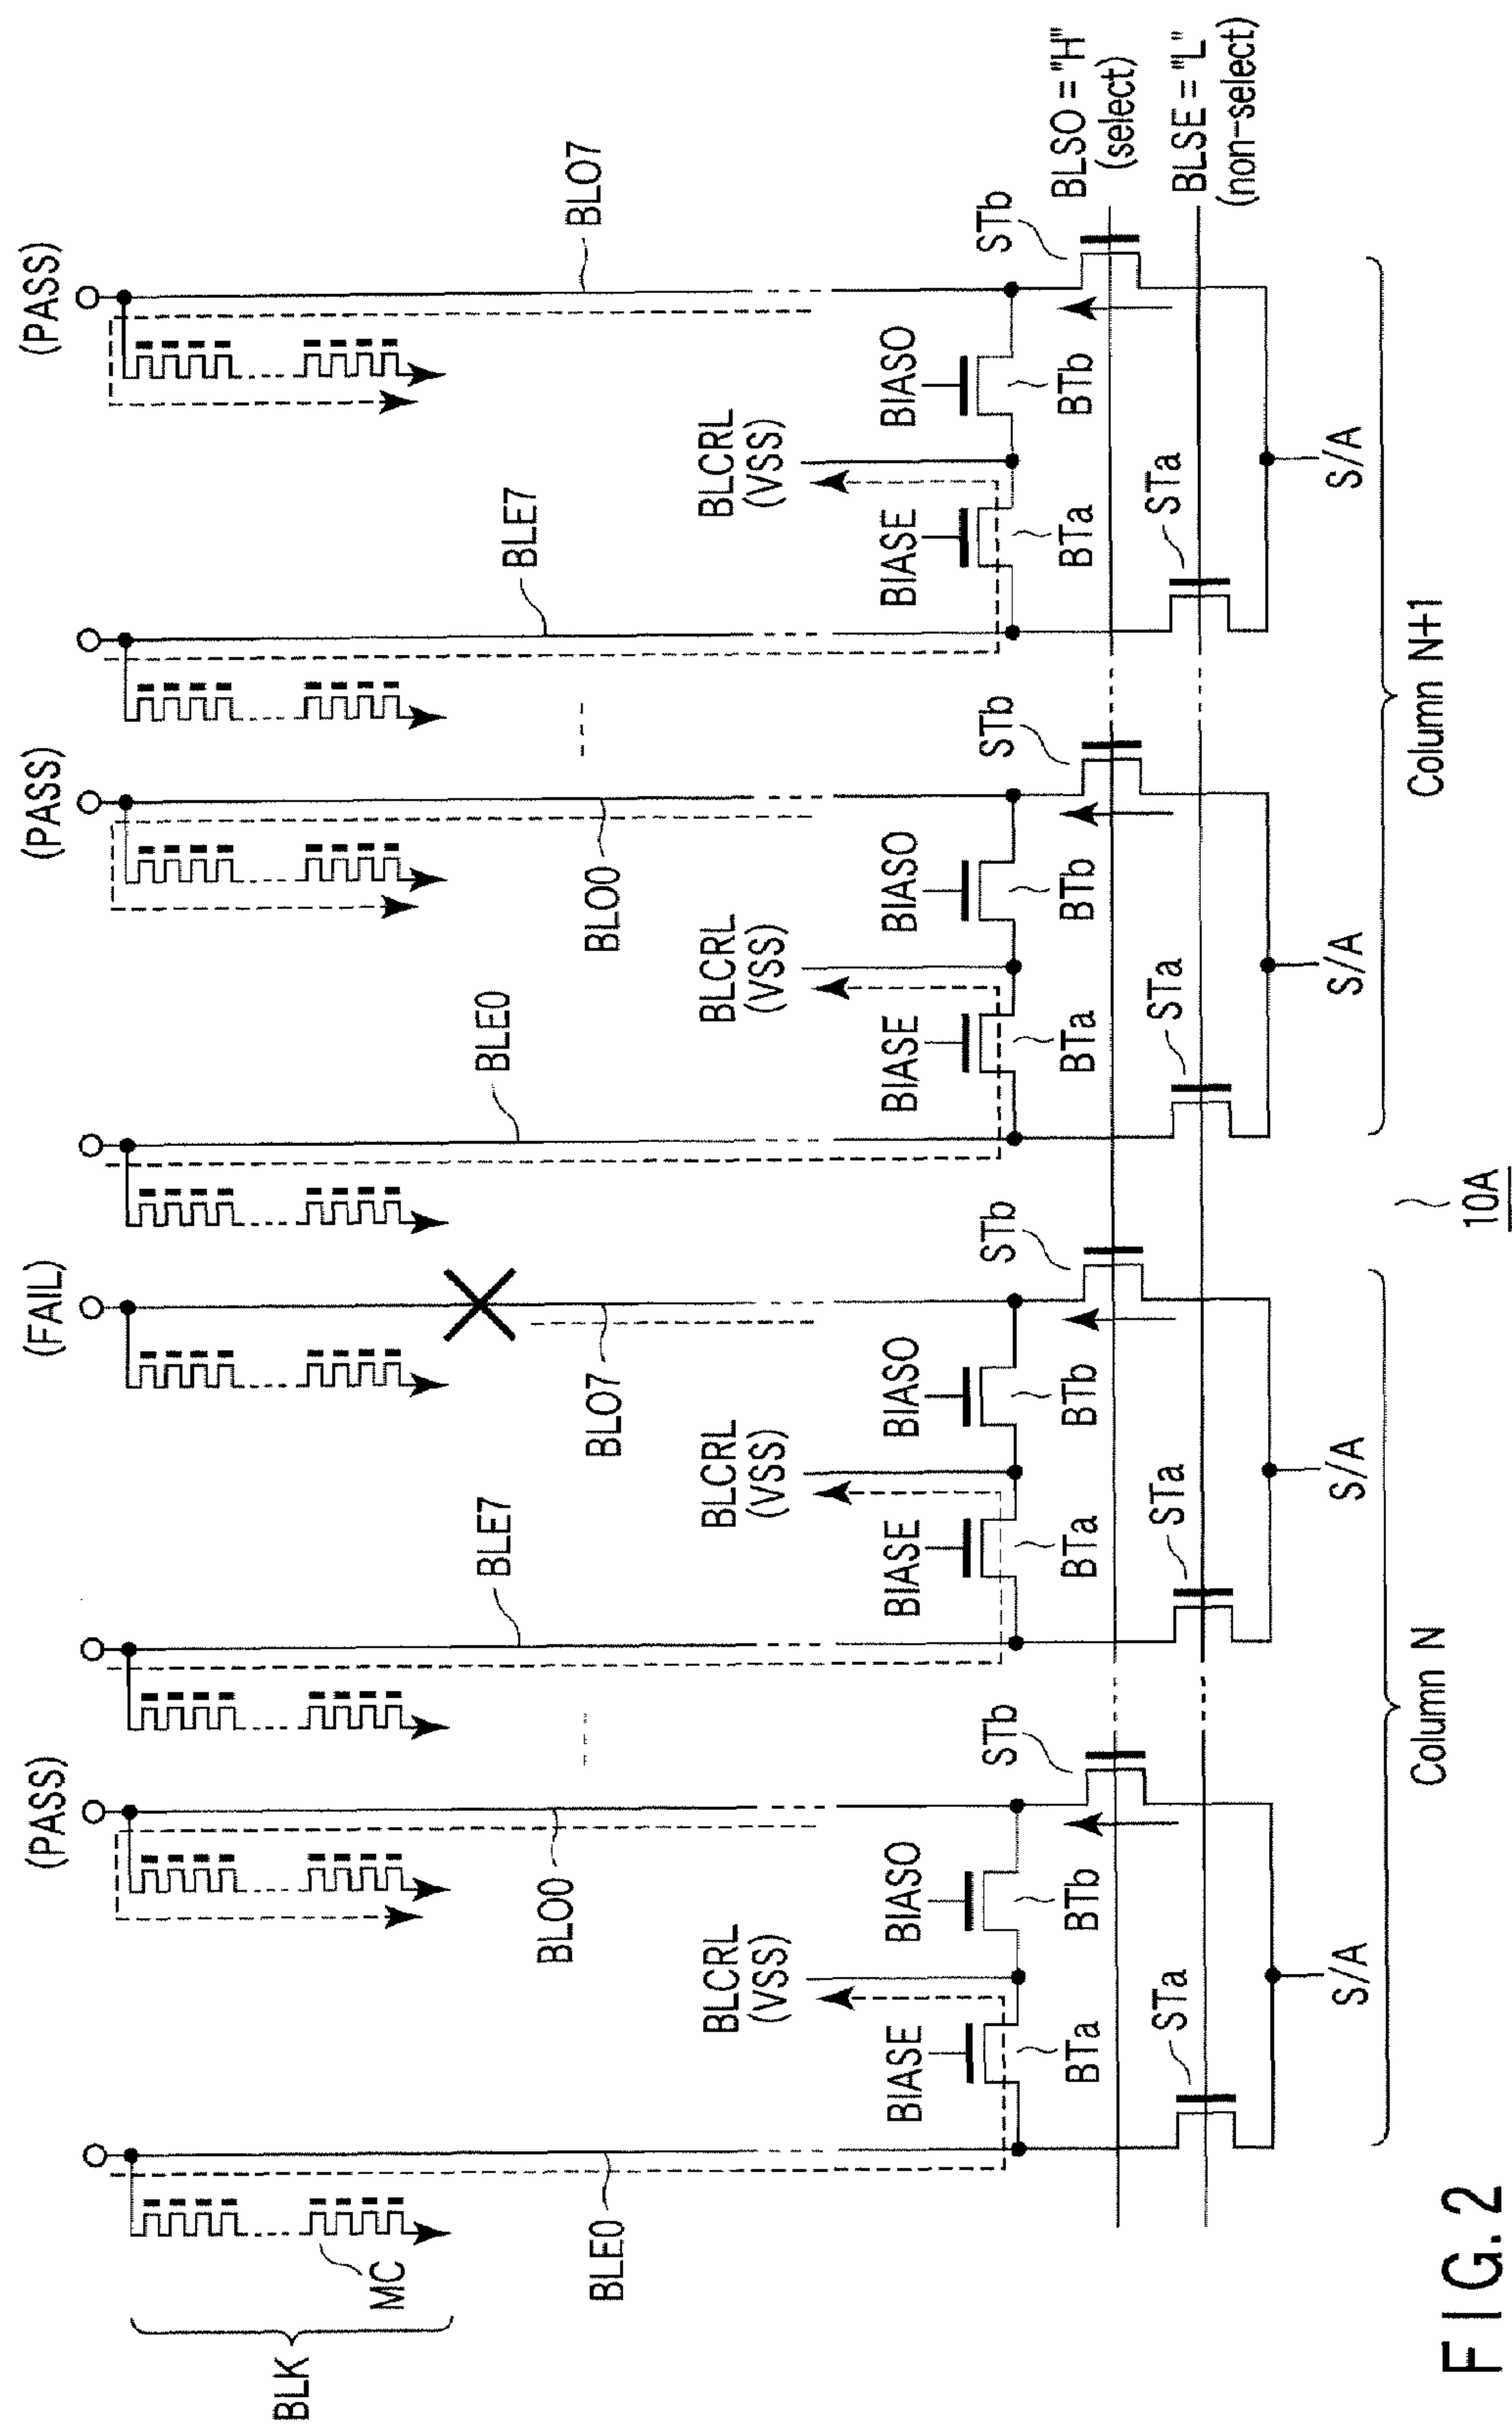 (PASS)
(FAIL)
(PASS)
(PASS)
BLK
MC
BLE0
BLO0
BLE7
BLO7
BLE0
BLO0
BLE7
BLO7
BLCRL
(VSS)
BLCRL
(VSS)
BLCRL
(VSS)
BLCRL
(VSS)
BIASE
BIASO
BIASE
BIASO
BIASE
BIASO
BIASE
BIASO
BTa
BTb
BTa
BTb
BTa
BTb
BTa
BTb
STb
STb
STb
STb
BLSO = "H"
(select)
STa
STa
STa
STa
BLSE = "L"
(non-select)
S/A
S/A
S/A
S/A
Column N
Column N+1
10A
FIG. 2